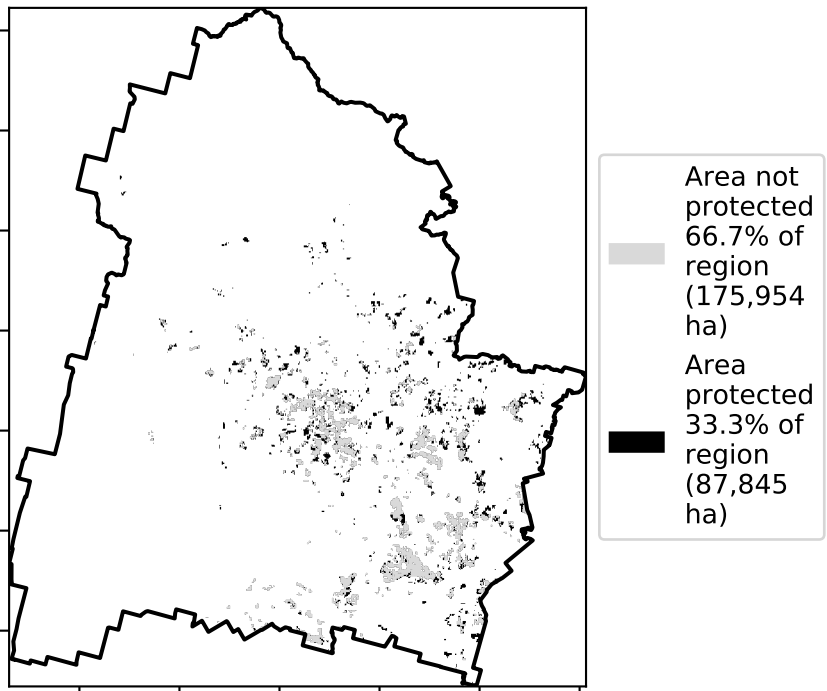 Area not
protected
66.7% of
region
(175,954
ha)
Area
protected
33.3% of
region
(87,845
ha)